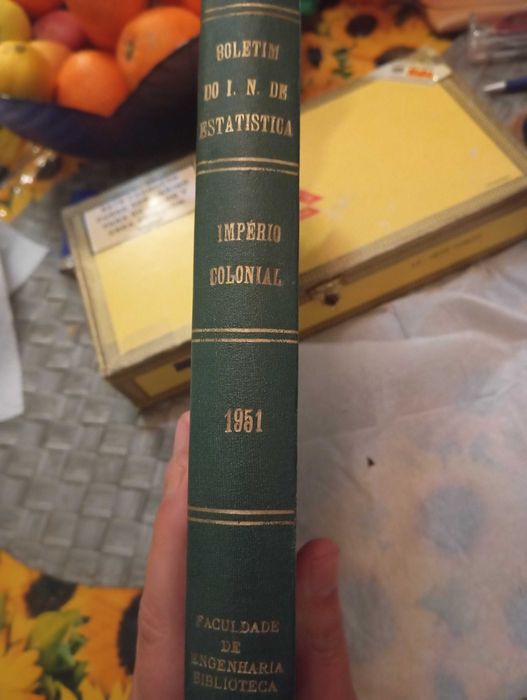 BOLETIM
DO I. N. DE
ESTATISTICA
IMPÉRIO
COLONIAL
1951
FACULDADE
DE
ENGENHARIA
BIBLIOTECA